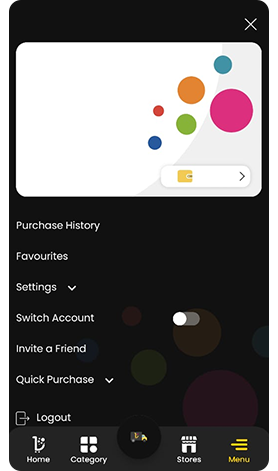 Purchase History
Favourites
Settings
Switch Account
Invite a Friend
Quick Purchase
Logout
Home
Category
Stores
Menu